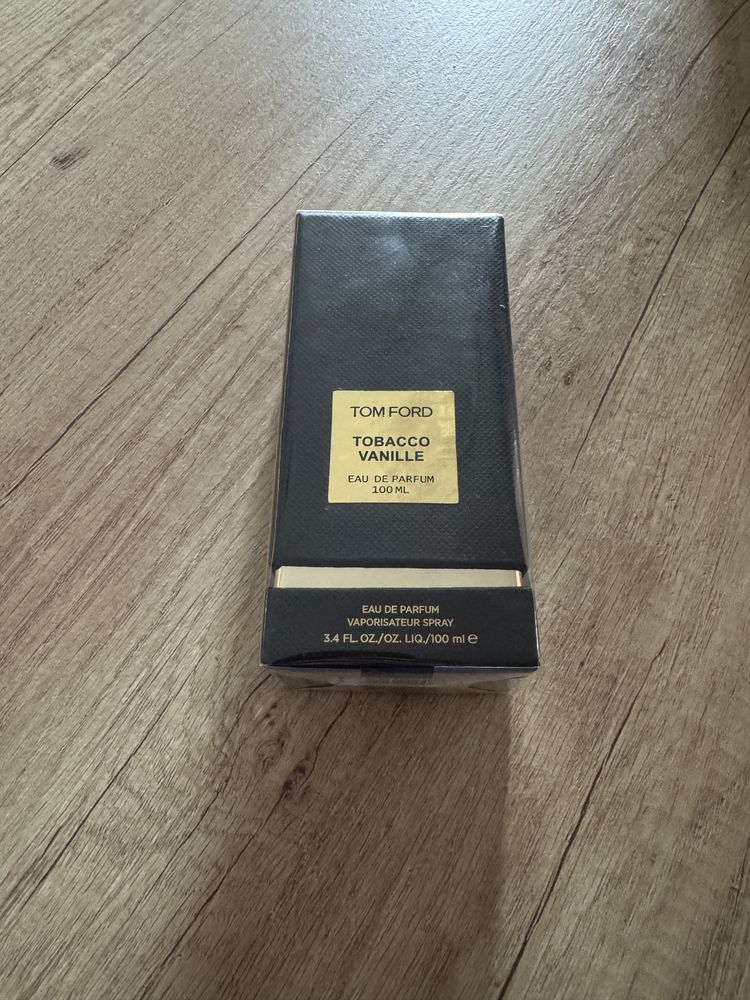 TOM FORD
TOBACCO
VANILLE
EAU DE PARFUM
100 ML
EAU DE PARFUM
VAPORISATEUR SPRAY
3.4 FL. OZ./OZ. LIQ./100 ml ℮